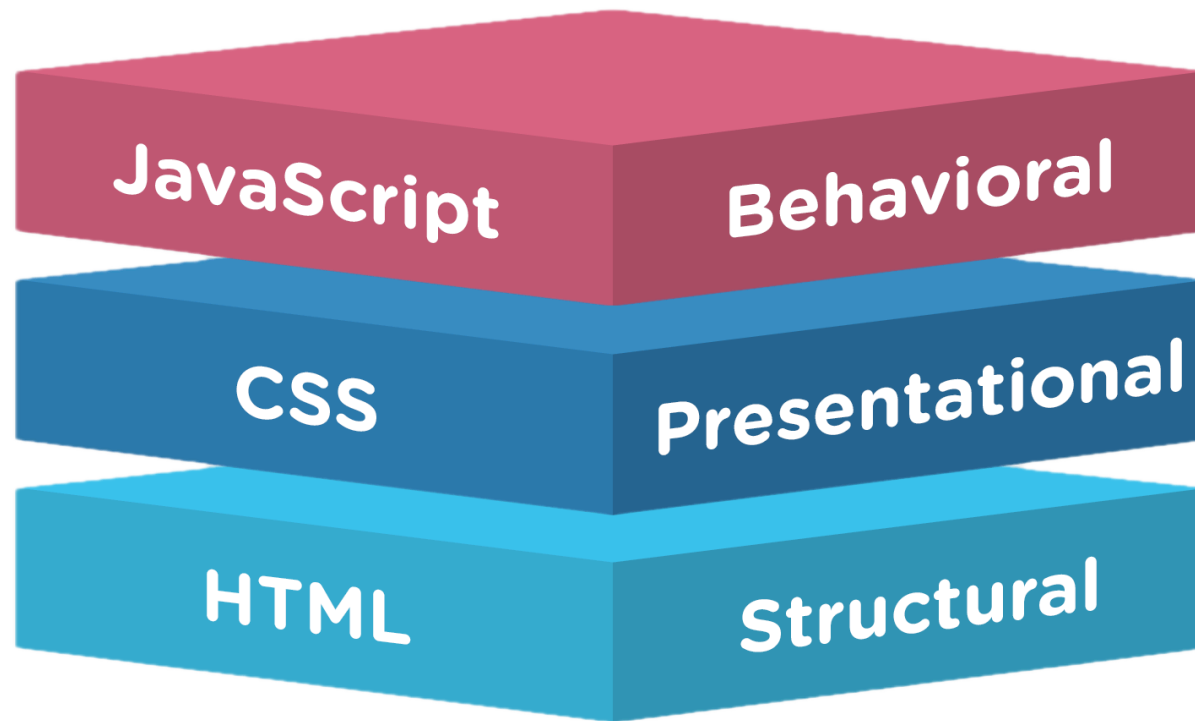 JavaScript
Behavioral
CSS
Presentational
HTML
Structural